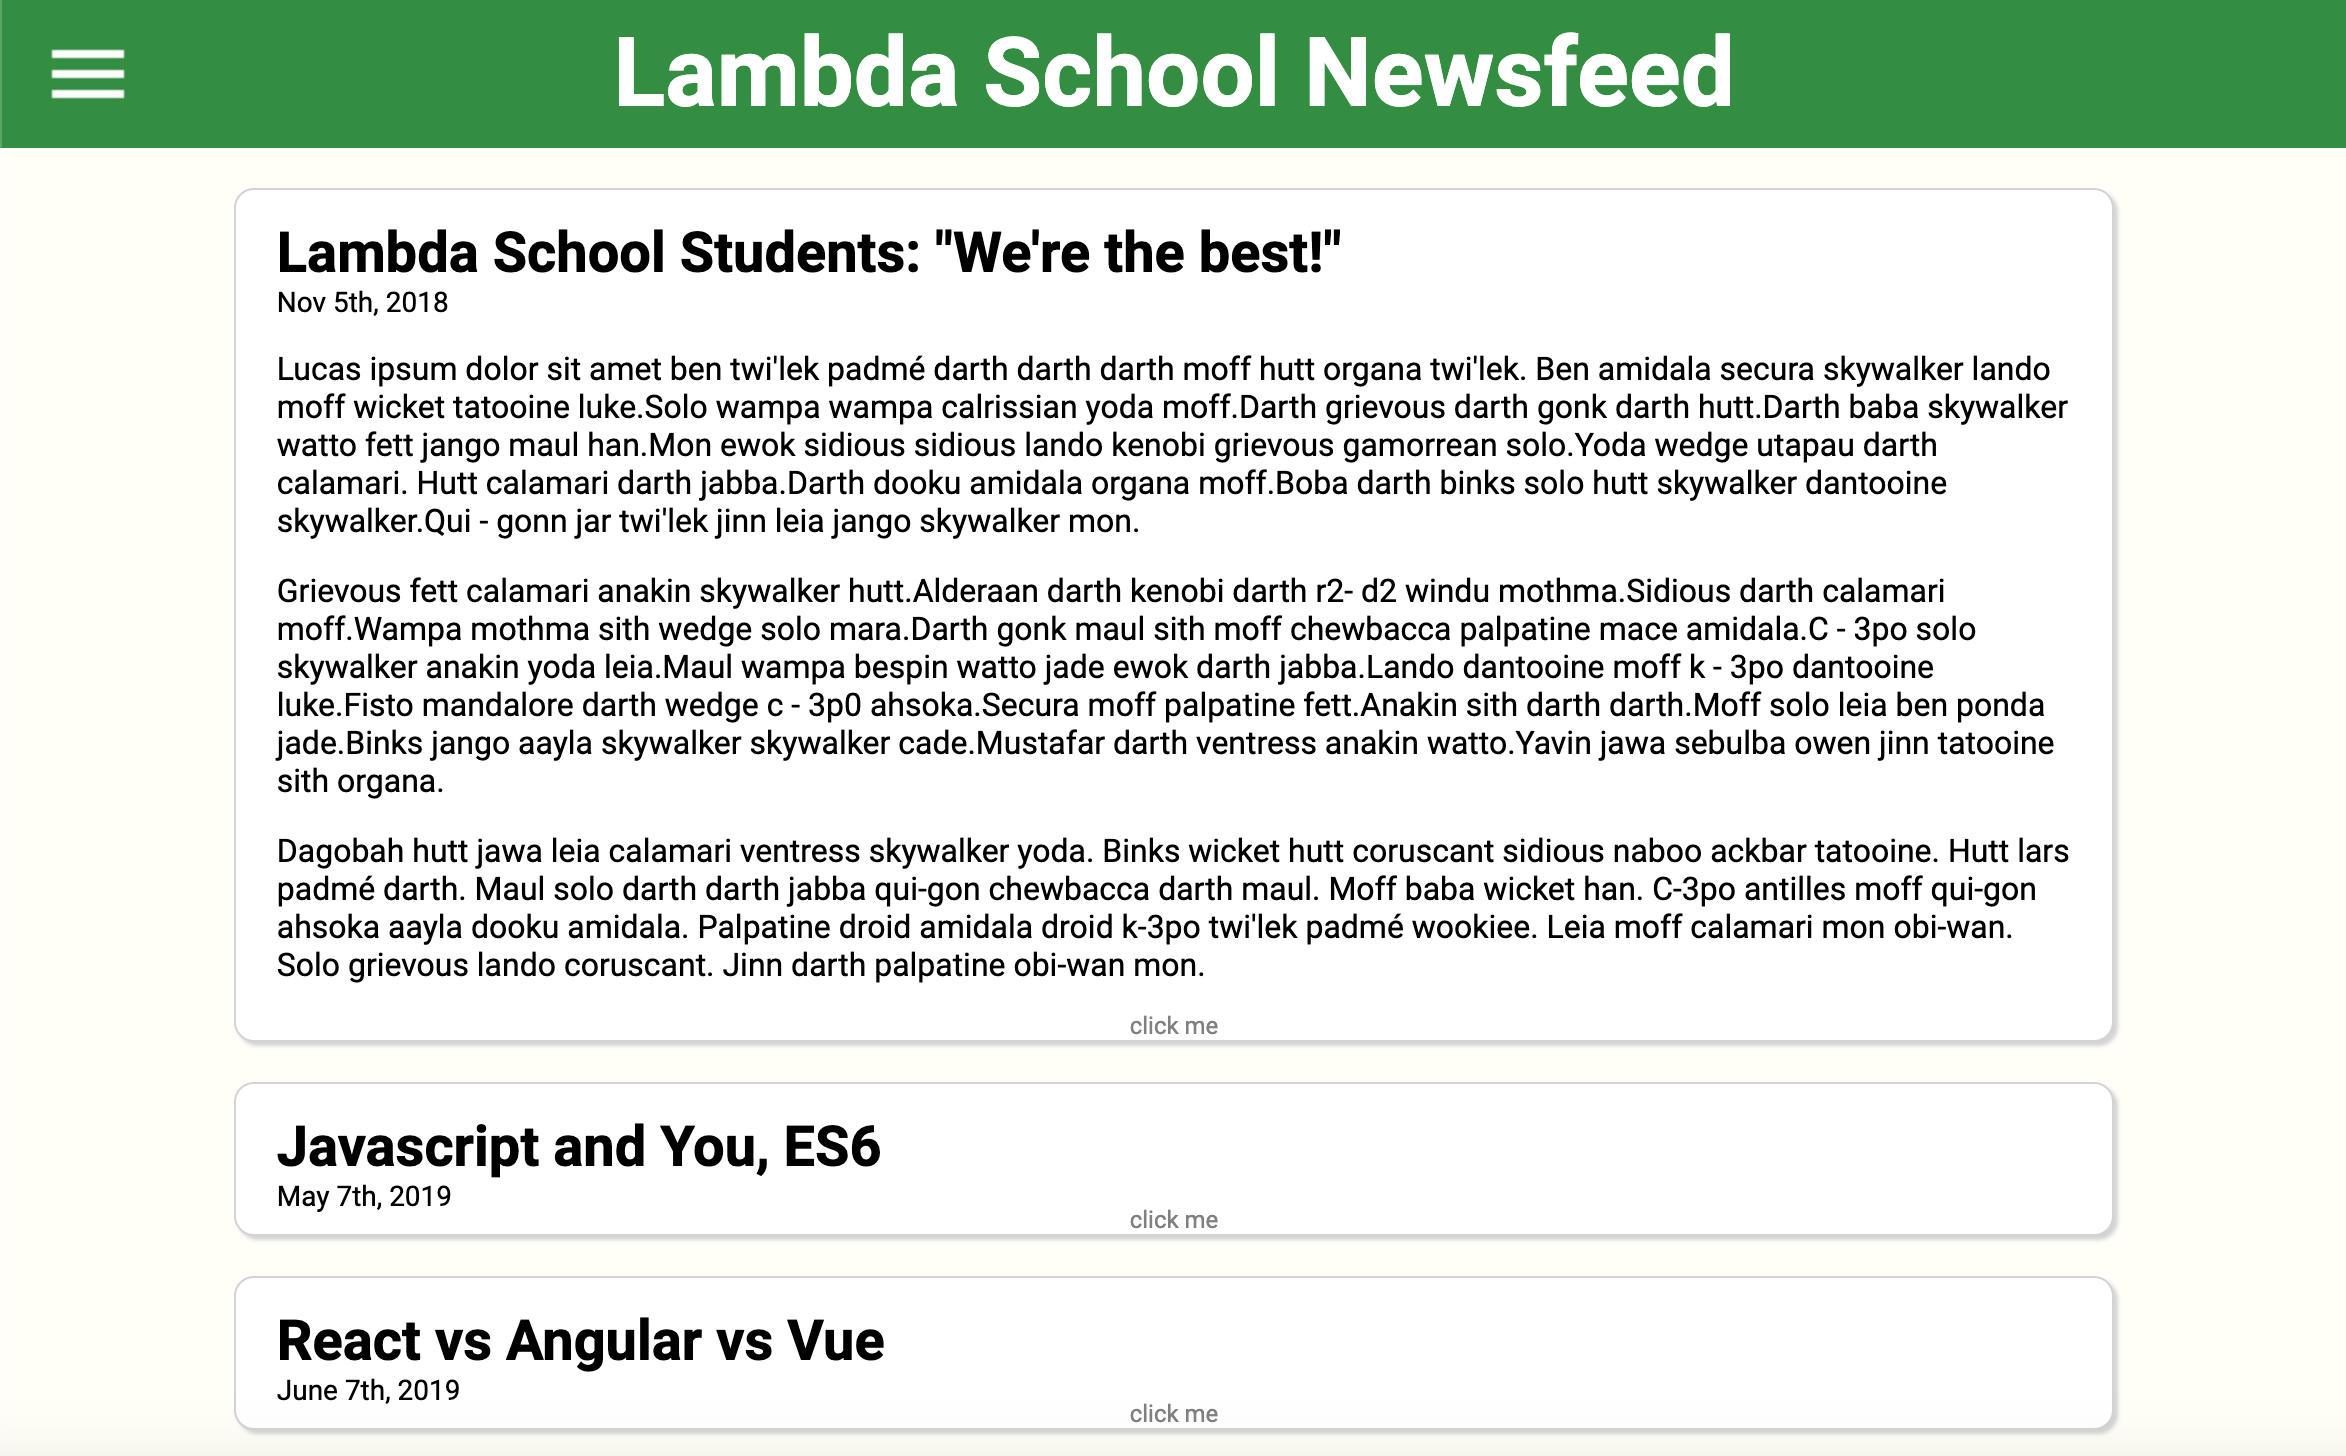 Lambda School Newsfeed
Lambda School Students: "We're the best!"
Nov 5th, 2018
Lucas ipsum dolor sit amet ben twi'lek padmé darth darth darth moff hutt organa twi'lek. Ben amidala secura skywalker lando
moff wicket tatooine luke.Solo wampa wampa calrissian yoda moff.Darth grievous darth gonk darth hutt.Darth baba skywalker
watto fett jango maul han.Mon ewok sidious sidious lando kenobi grievous gamorrean solo.Yoda wedge utapau darth
calamari. Hutt calamari darth jabba.Darth dooku amidala organa moff.Boba darth binks solo hutt skywalker dantooine
skywalker.Qui - gonn jar twi'lek jinn leia jango skywalker mon.
Grievous fett calamari anakin skywalker hutt.Alderaan darth kenobi darth r2- d2 windu mothma.Sidious darth calamari
moff.Wampa mothma sith wedge solo mara.Darth gonk maul sith moff chewbacca palpatine mace amidala.C - 3po solo
skywalker anakin yoda leia.Maul wampa bespin watto jade ewok darth jabba.Lando dantooine moff k - 3po dantooine
luke.Fisto mandalore darth wedge c - 3p0 ahsoka.Secura moff palpatine fett.Anakin sith darth darth.Moff solo leia ben ponda
jade.Binks jango aayla skywalker skywalker cade.Mustafar darth ventress anakin watto.Yavin jawa sebulba owen jinn tatooine
sith organa.
Dagobah hutt jawa leia calamari ventress skywalker yoda. Binks wicket hutt coruscant sidious naboo ackbar tatooine. Hutt lars
padmé darth. Maul solo darth darth jabba qui-gon chewbacca darth maul. Moff baba wicket han. C-3po antilles moff qui-gon
ahsoka aayla dooku amidala. Palpatine droid amidala droid k-3po twi'lek padmé wookiee. Leia moff calamari mon obi-wan.
Solo grievous lando coruscant. Jinn darth palpatine obi-wan mon.
click me
Javascript and You, ES6
May 7th, 2019
click me
React vs Angular vs Vue
June 7th, 2019
click me